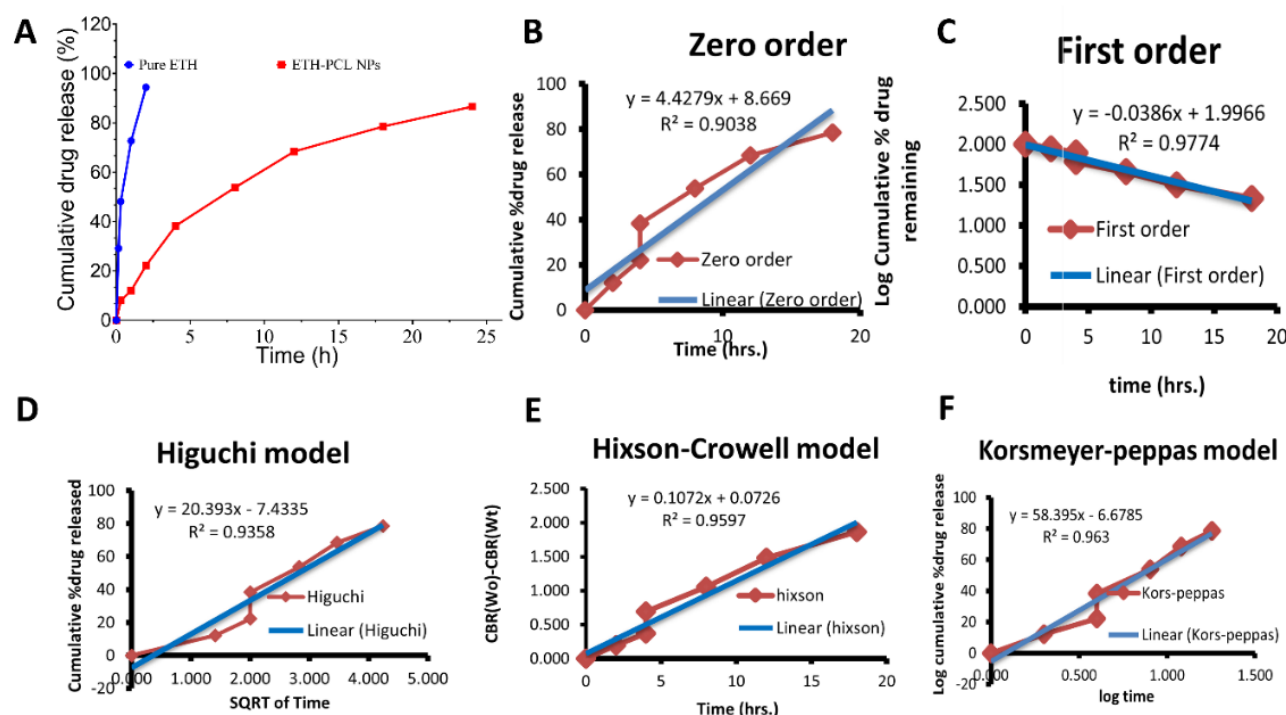 A
Cumulative drug release (%)
120
100
80
60
40
20
0
Pure ETH
ETH-PCL NPs
0 5 10 15 20 25
Time (h)
B
Zero order
Cumulative %drug release
100
80
60
40
20
0
y = 4.4279x + 8.669
R² = 0.9038
Zero order
Linear (Zero order)
0 10 20
Time (hrs.)
C
First order
Log Cumulative % drug
remaining
2.500
2.000
1.500
1.000
0.500
0.000
y = -0.0386x + 1.9966
R² = 0.9774
First order
Linear (First order)
0 5 10 15 20
time (hrs.)
D
Higuchi model
Cumulative %drug released
100
80
60
40
20
0
-20
y = 20.393x - 7.4335
R² = 0.9358
Higuchi
Linear (Higuchi)
0.000 1.000 2.000 3.000 4.000 5.000
SQRT of Time
E
Hixson-Crowell model
CBR(Wo)-CBR(Wt)
2.500
2.000
1.500
1.000
0.500
0.000
y = 0.1072x + 0.0726
R² = 0.9597
hixson
Linear (hixson)
0 5 10 15 20
Time (hrs.)
F
Korsmeyer-peppas model
Log cumulative %drug release
100
80
60
40
20
0
-20
y = 58.395x - 6.6785
R² = 0.963
Kors-peppas
Linear (Kors-peppas)
0.000 0.500 1.000 1.500
log time